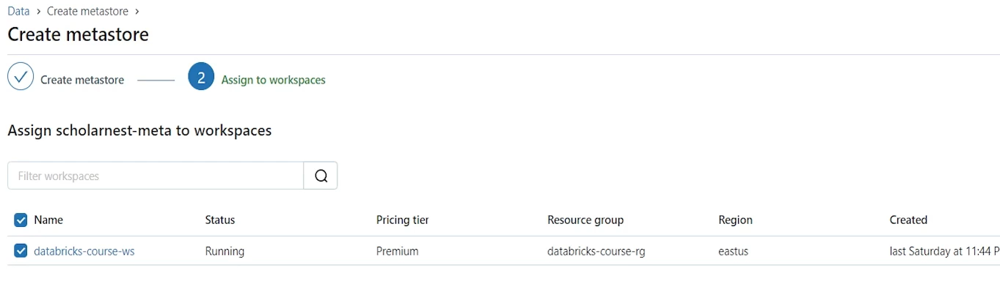 Data > Create metastore >
Create metastore
Create metastore 2 Assign to workspaces
Assign scholarnest-meta to workspaces
Filter workspaces
Name Status Pricing tier Resource group Region Created
databricks-course-ws Running Premium databricks-course-rg eastus last Saturday at 11:44 P